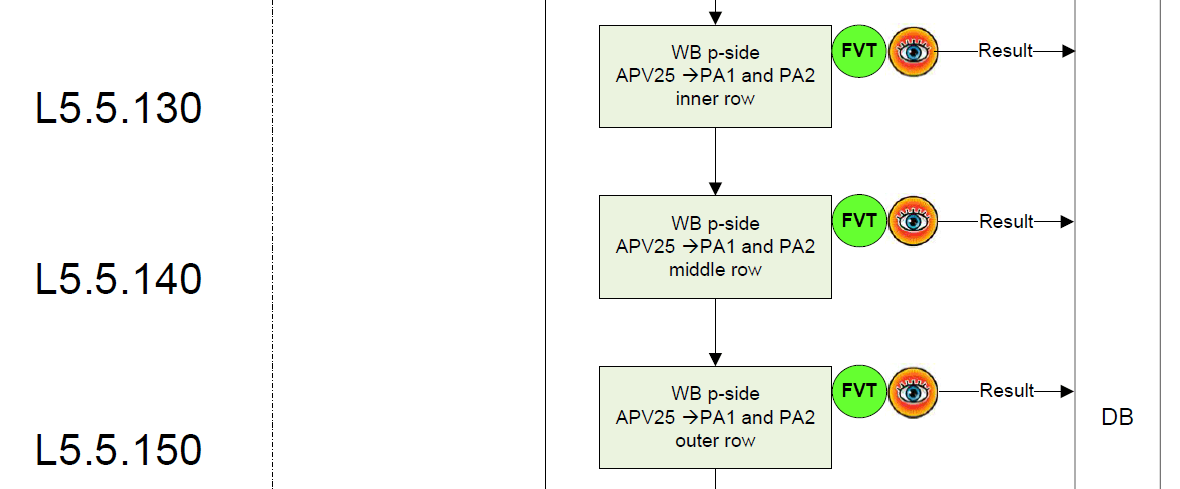 L5.5.130
WB p-side
APV25 →PA1 and PA2
inner row
FVT
Result
L5.5.140
WB p-side
APV25 →PA1 and PA2
middle row
FVT
Result
L5.5.150
WB p-side
APV25 →PA1 and PA2
outer row
FVT
Result
DB